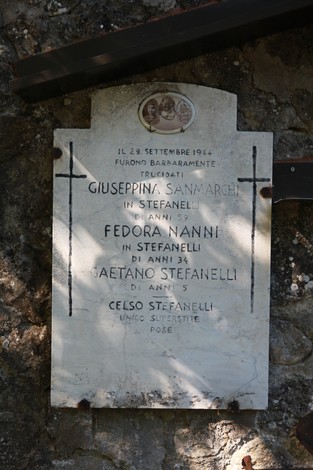 IL 29 SETTEMBRE 1944
FURONO BARBARAMENTE
TRUCIDATI
GIUSEPPINA SANMARCHI
IN STEFANELLI
DI ANNI 59
FEDORA NANNI
IN STEFANELLI
DI ANNI 34
GAETANO STEFANELLI
DI ANNI 5
CELSO STEFANELLI
UNICO SUPERSTITE
POSE